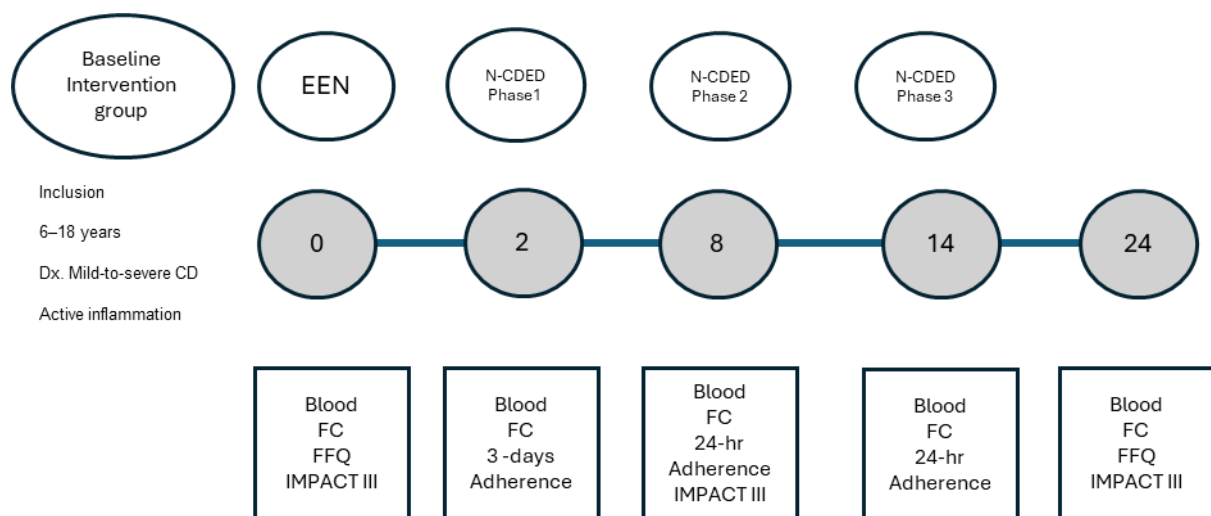 Baseline
Intervention
group
EEN
N-CDED
Phase1
N-CDED
Phase 2
N-CDED
Phase 3
Inclusion
6–18 years
Dx. Mild-to-severe CD
Active inflammation
0
2
8
14
24
Blood
FC
FFQ
IMPACT III
Blood
FC
3 -days
Adherence
Blood
FC
24-hr
Adherence
IMPACT III
Blood
FC
24-hr
Adherence
Blood
FC
FFQ
IMPACT III